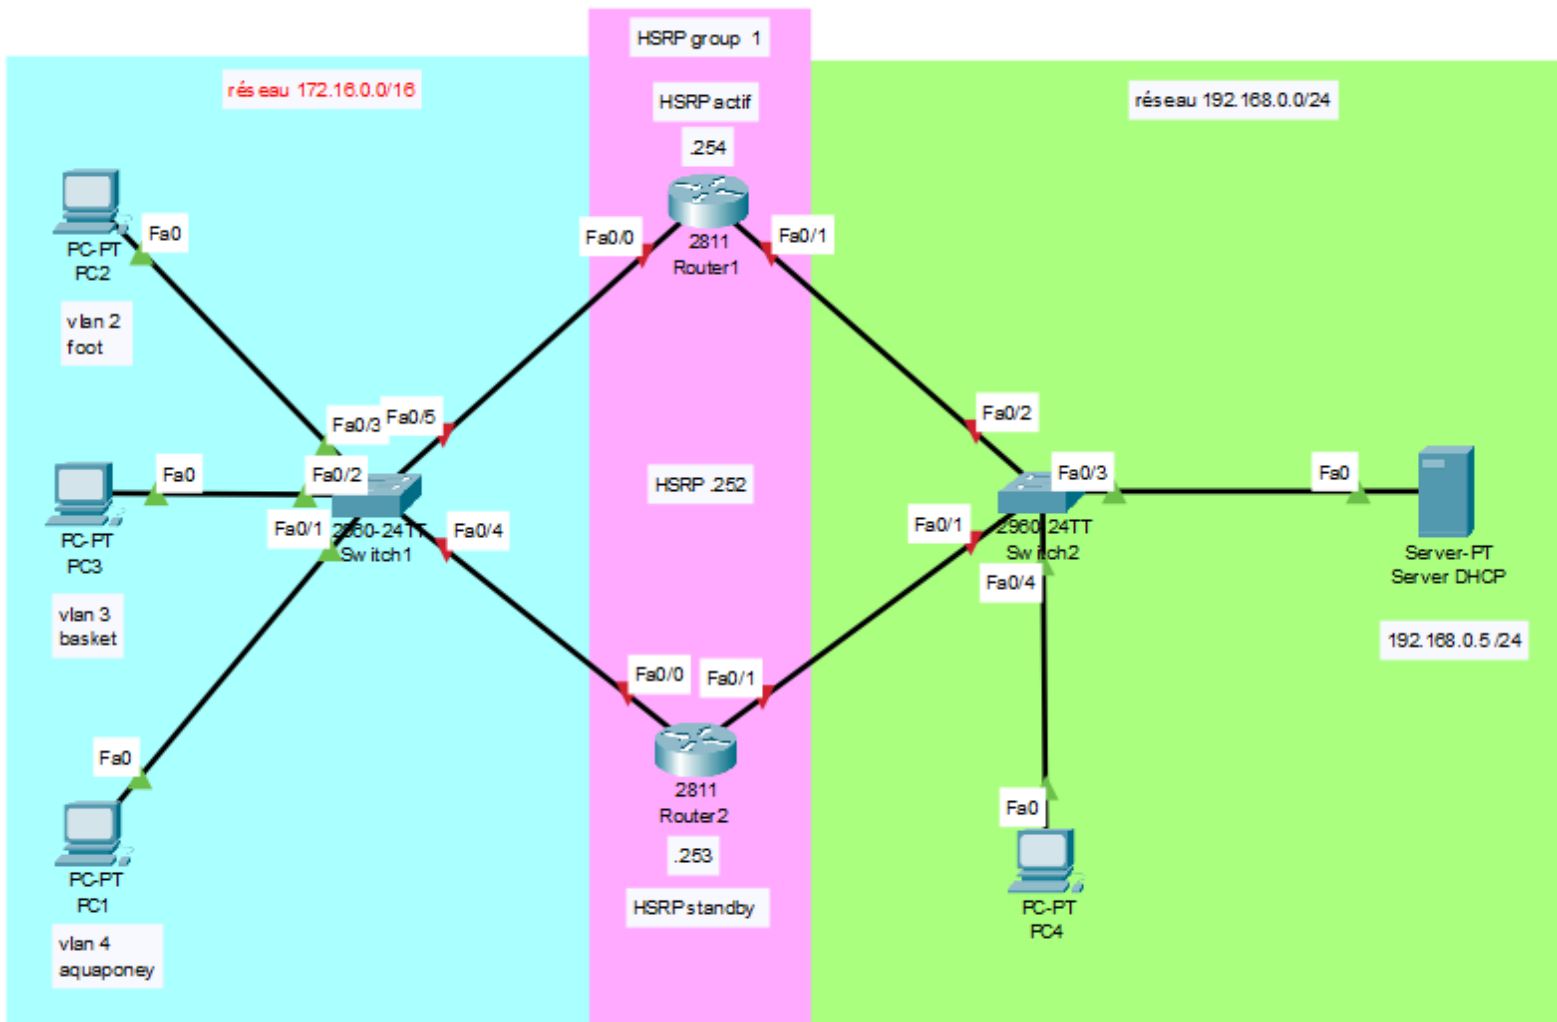 HSRP group 1
réseau 172.16.0.0/16
HSRP actif
réseau 192.168.0.0/24
.254
2811
Router1
Fa0/0
Fa0/1
PC-PT
PC2
Fa0
vlan 2
foot
Fa0/3
Fa0/5
Fa0/2
Fa0/1
Fa0/4
2960-24TT
Switch1
Fa0
PC-PT
PC3
vlan 3
basket
HSRP .252
Fa0/2
Fa0/3
Fa0
Fa0/1
2960-24TT
Switch2
Fa0/4
Server-PT
Server DHCP
192.168.0.5 /24
Fa0/0
Fa0/1
2811
Router2
.253
HSRP standby
Fa0
PC-PT
PC1
vlan 4
aquaponey
Fa0
PC-PT
PC4